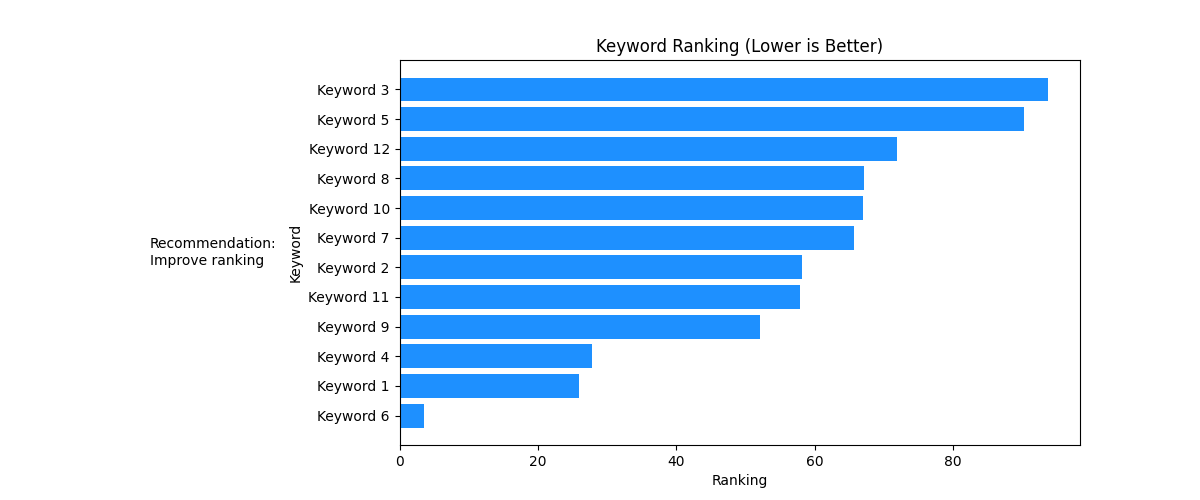 Keyword Ranking (Lower is Better)
Keyword 3
Keyword 5
Keyword 12
Keyword 8
Keyword 10
Keyword 7
Keyword 2
Keyword 11
Keyword 9
Keyword 4
Keyword 1
Keyword 6
Keyword
Recommendation:
Improve ranking
0 20 40 60 80
Ranking